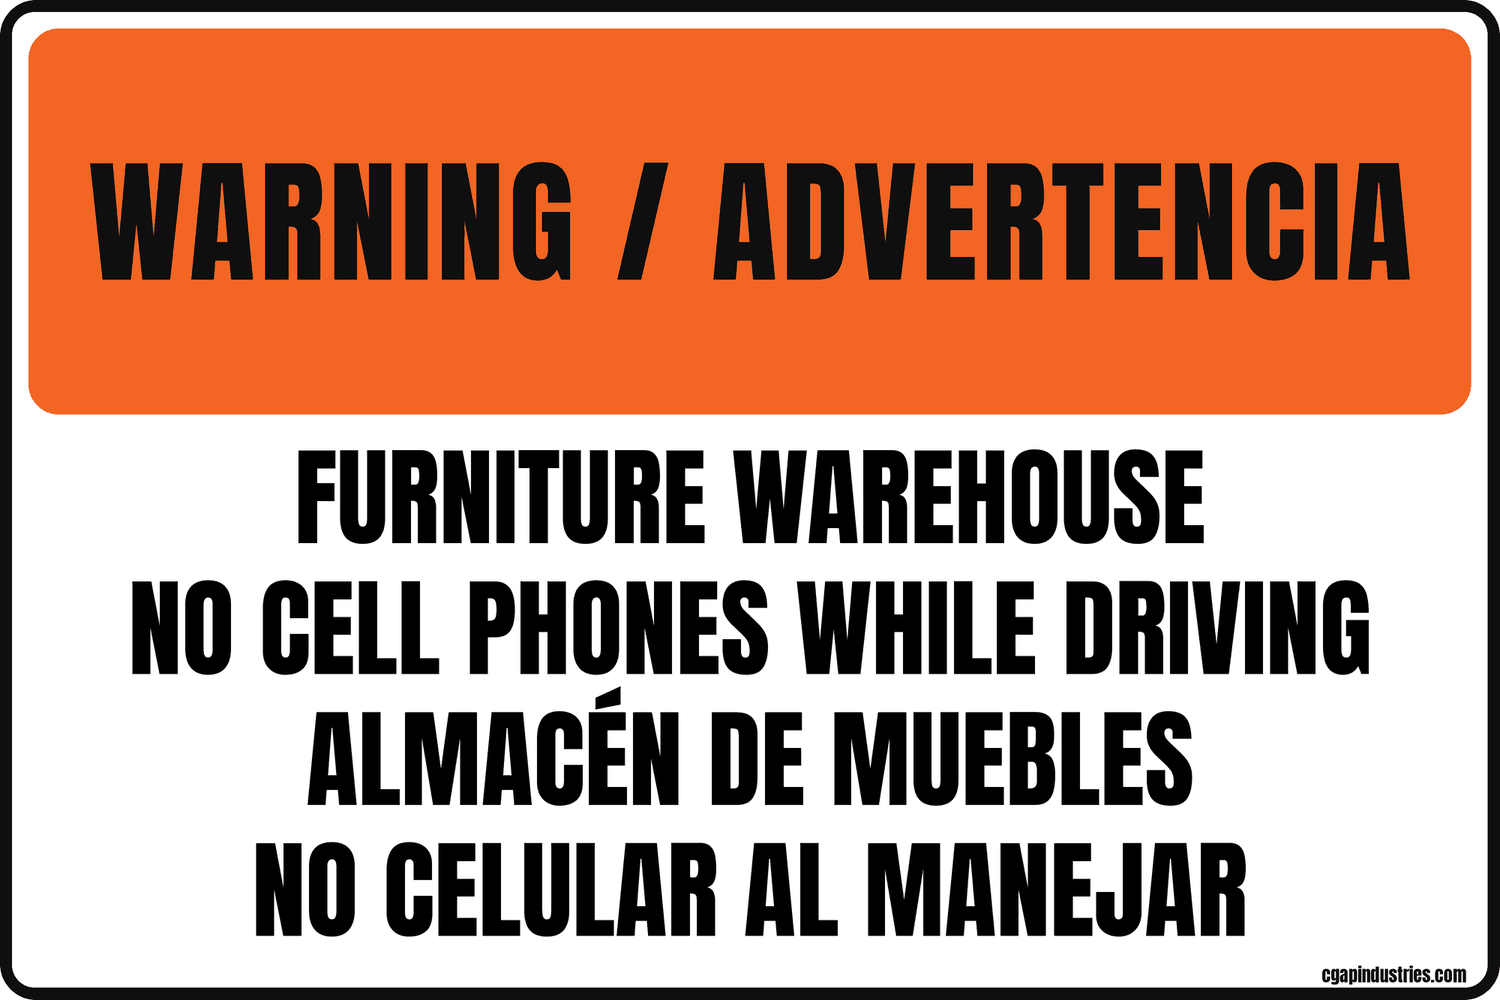 WARNING / ADVERTENCIA
FURNITURE WAREHOUSE
NO CELL PHONES WHILE DRIVING
ALMACÉN DE MUEBLES
NO CELULAR AL MANEJAR
cgapindustries.com